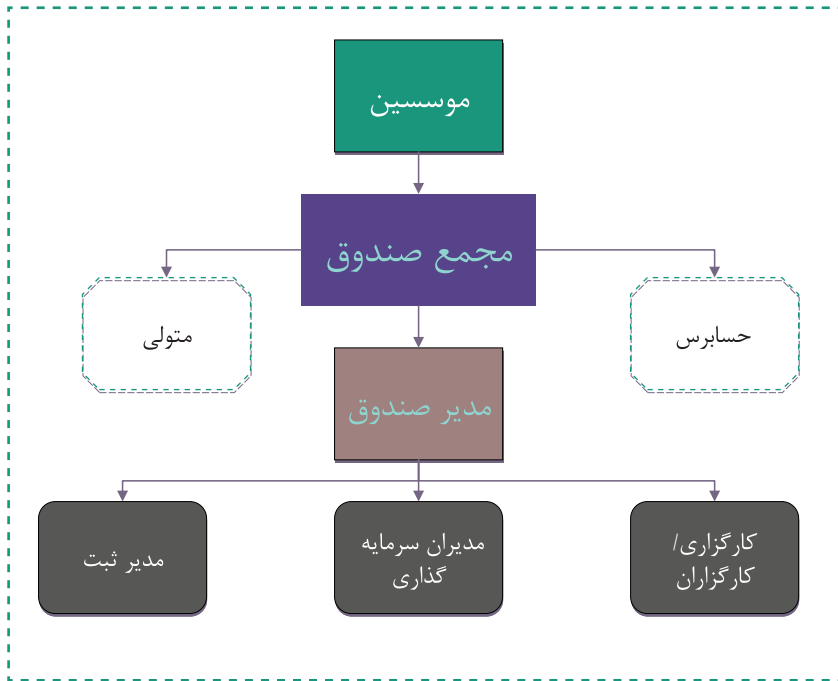 موسسین
مجمع صندوق
حسابرس
متولی
مدیر صندوق
کارگزاری/
کارگزاران
مدیران سرمایه
گذاری
مدیر ثبت